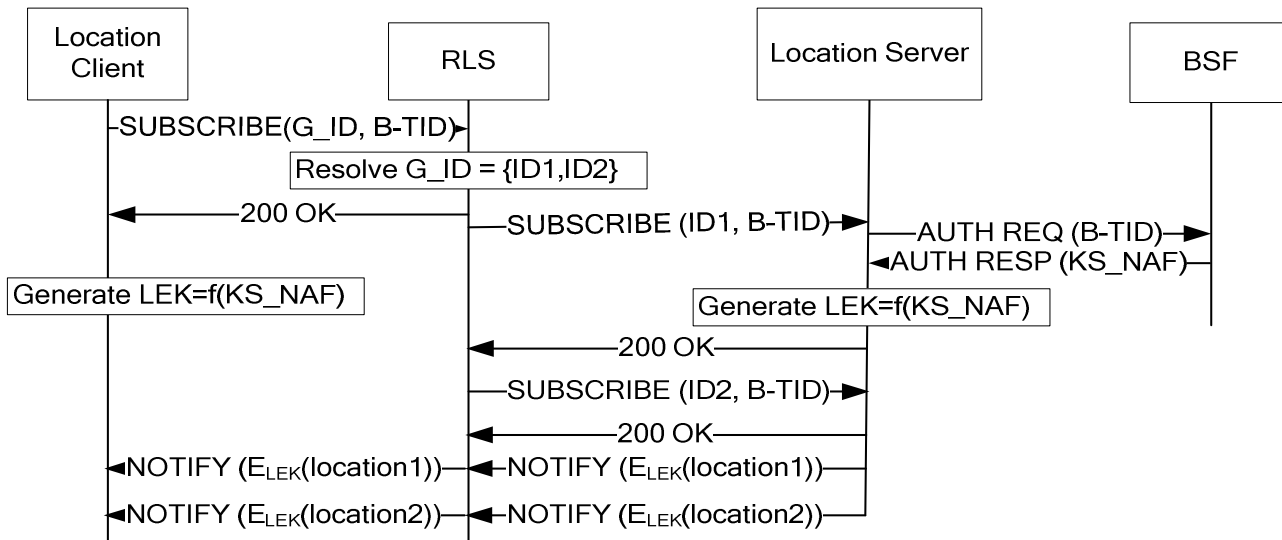 Location
Client
RLS
Location Server
BSF
SUBSCRIBE(G_ID, B-TID)
Resolve G_ID = {ID1,ID2}
200 OK
SUBSCRIBE (ID1, B-TID)
AUTH REQ (B-TID)
AUTH RESP (KS_NAF)
Generate LEK=f(KS_NAF)
Generate LEK=f(KS_NAF)
200 OK
SUBSCRIBE (ID2, B-TID)
200 OK
NOTIFY (ELEK(location1))
NOTIFY (ELEK(location1))
NOTIFY (ELEK(location2))
NOTIFY (ELEK(location2))